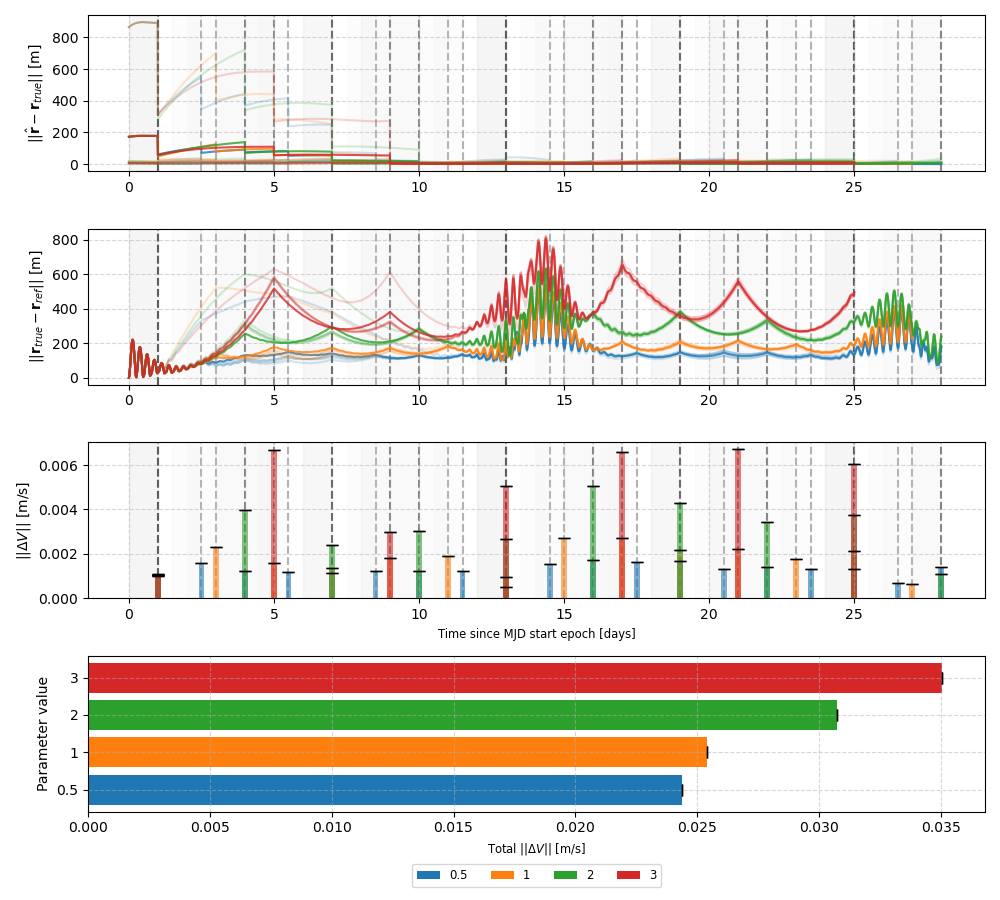 ||r̂ − r_true|| [m]
800
600
400
200
0
0 5 10 15 20 25
||r_true − r_ref|| [m]
800
600
400
200
0
0 5 10 15 20 25
||ΔV|| [m/s]
0.006
0.004
0.002
0.000
0 5 10 15 20 25
Time since MJD start epoch [days]
Parameter value
3
2
1
0.5
0.000 0.005 0.010 0.015 0.020 0.025 0.030 0.035
Total ||ΔV|| [m/s]
0.5 1 2 3